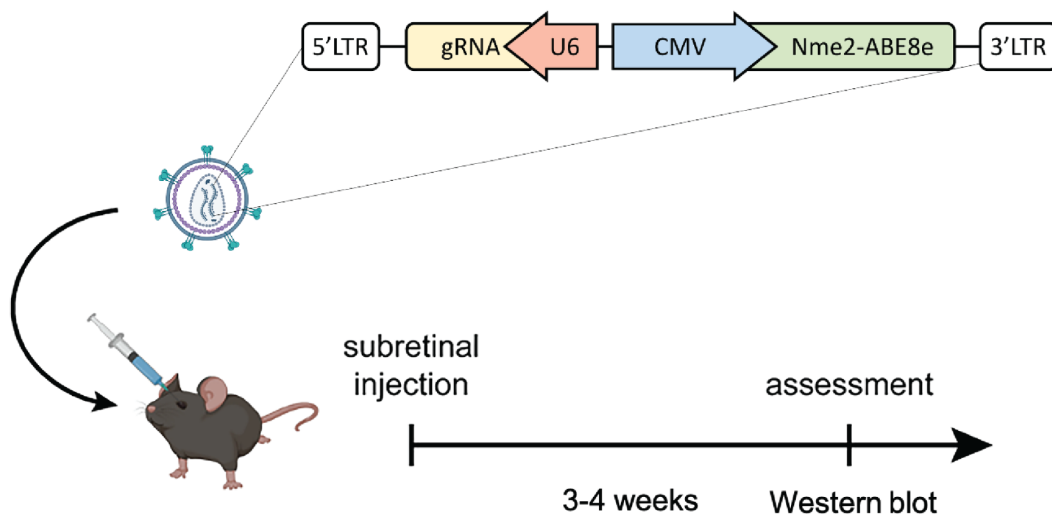 5'LTR gRNA U6 CMV Nme2-ABE8e 3'LTR
subretinal
injection
assessment
3-4 weeks
Western blot